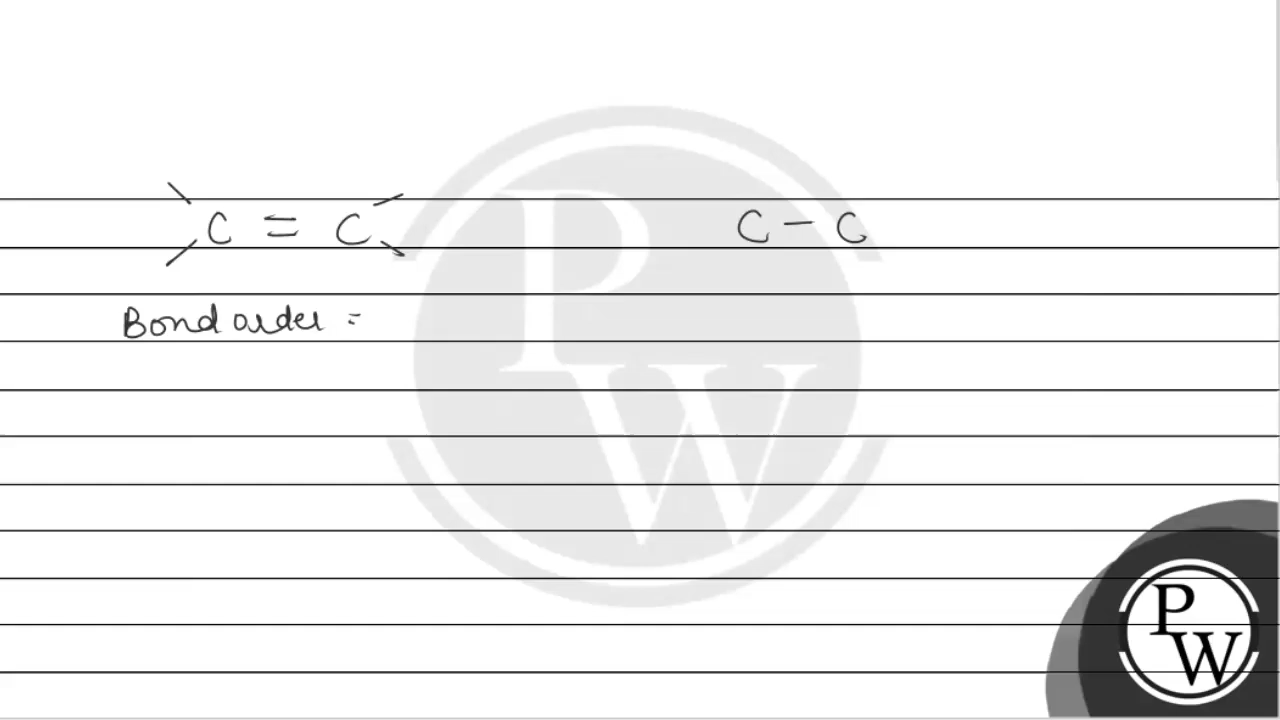 C = C
C - C
Bond order =
P
W
P
W